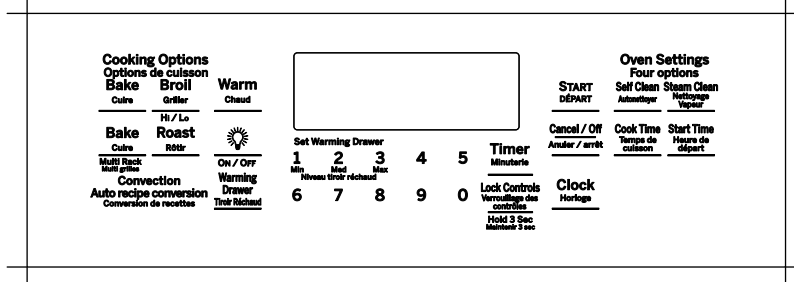 Cooking Options
Options de cuisson
Bake
Cuire
Broil
Griller
Hi / Lo
Warm
Chaud
Bake
Cuire
Multi Rack
Multi grilles
Roast
Rôtir
On / Off
Convection
Auto recipe conversion
Conversion de recettes
Warming
Drawer
Tiroir Réchaud
Set Warming Drawer
1 2 3 4 5
Min Med Max
Niveau tiroir réchaud
6 7 8 9 0
Timer
Minuterie
Lock Controls
Verrouillage des
contrôles
Hold 3 Sec
Maintenir 3 sec
Start
DÉPART
Cancel / Off
Anuler / arrêt
Clock
Horloge
Oven Settings
Four options
Self Clean
Autonettoyer
Steam Clean
Nettoyage
Vapeur
Cook Time
Temps de
cuisson
Start Time
Heure de
départ